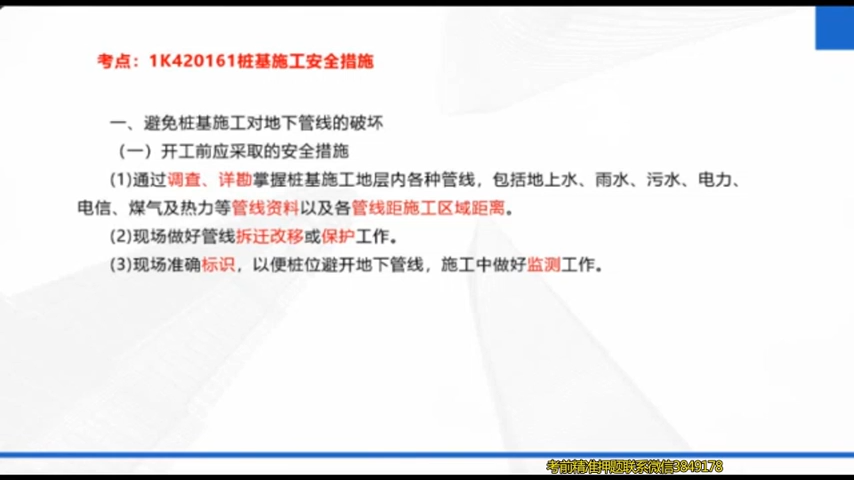 考点：1K420161桩基施工安全措施
一、避免桩基施工对地下管线的破坏
（一）开工前应采取的安全措施
(1)通过调查、详勘掌握桩基施工地层内各种管线，包括地上水、雨水、污水、电力、
电信、煤气及热力等管线资料以及各管线距施工区域距离。
(2)现场做好管线拆迁改移或保护工作。
(3)现场准确标识，以便桩位避开地下管线，施工中做好监测工作。
考前精准押题联系微信3849178